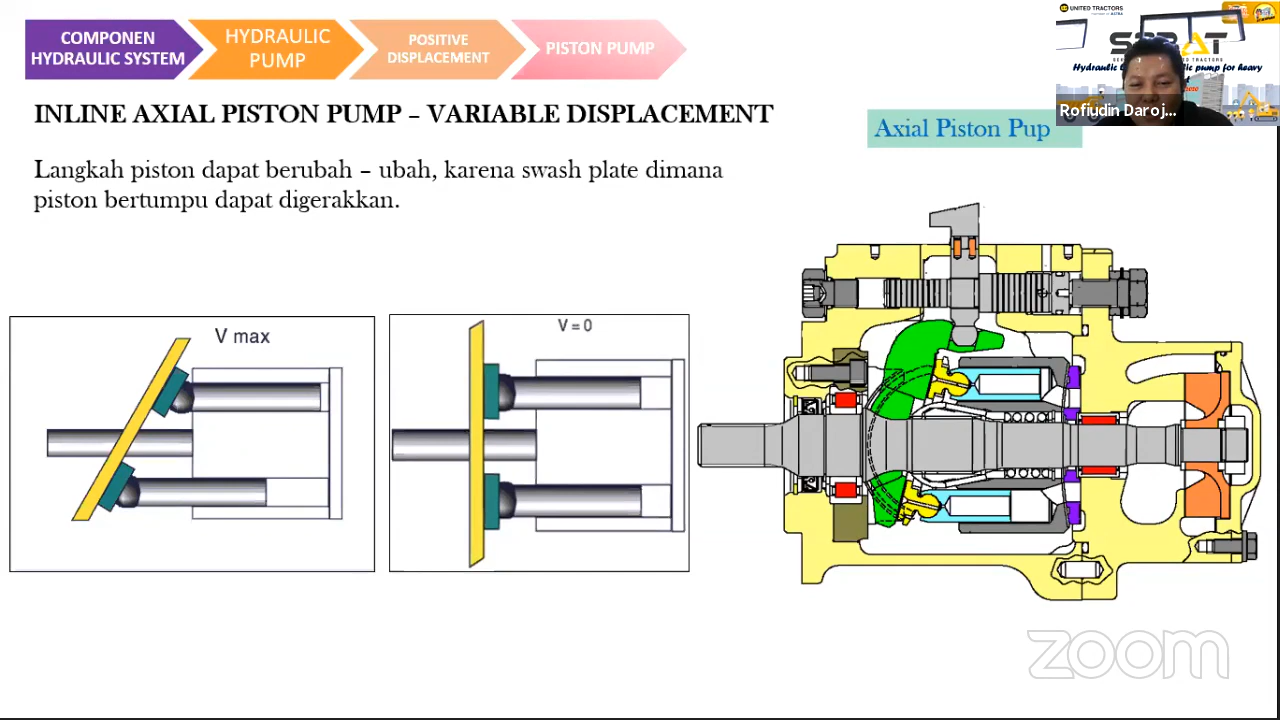 COMPONEN
HYDRAULIC SYSTEM
HYDRAULIC
PUMP
POSITIVE
DISPLACEMENT
PISTON PUMP
UNITED TRACTORS
INLINE AXIAL PISTON PUMP – VARIABLE DISPLACEMENT
Axial Piston Pup
Rofiudin Daroj...
Langkah piston dapat berubah – ubah, karena swash plate dimana
piston bertumpu dapat digerakkan.
V max
V = 0
zoom